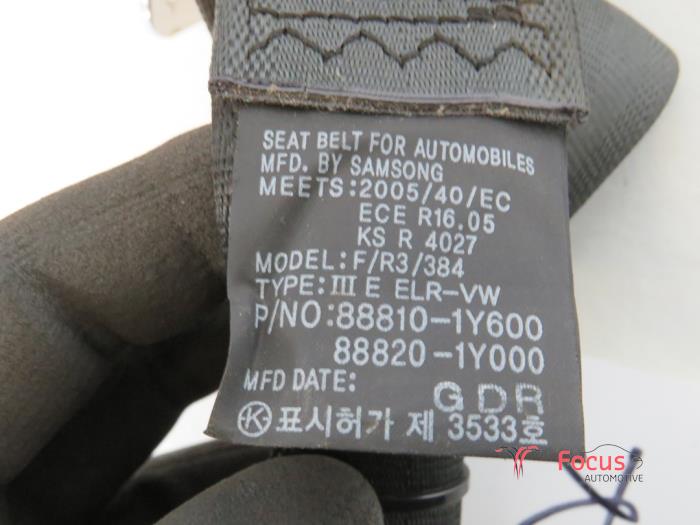 SEAT BELT FOR AUTOMOBILES
MFD. BY SAMSONG
MEETS:2005/40/EC
ECE R16.05
KS R 4027
MODEL:F/R3/384
TYPE:III E ELR-VW
P/NO:88810-1Y600
88820-1Y000
MFD DATE: GDR
Ⓚ표시허가 제 3533호
Focus
AUTOMOTIVE